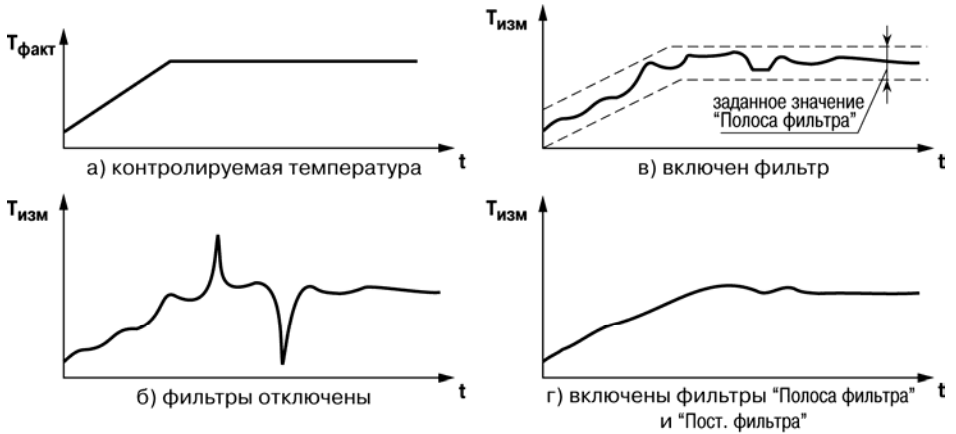 Tфакт
t
а) контролируемая температура
Tизм
заданное значение
“Полоса фильтра”
t
в) включен фильтр
Tизм
t
б) фильтры отключены
Tизм
t
г) включены фильтры “Полоса фильтра”
и “Пост. фильтра”